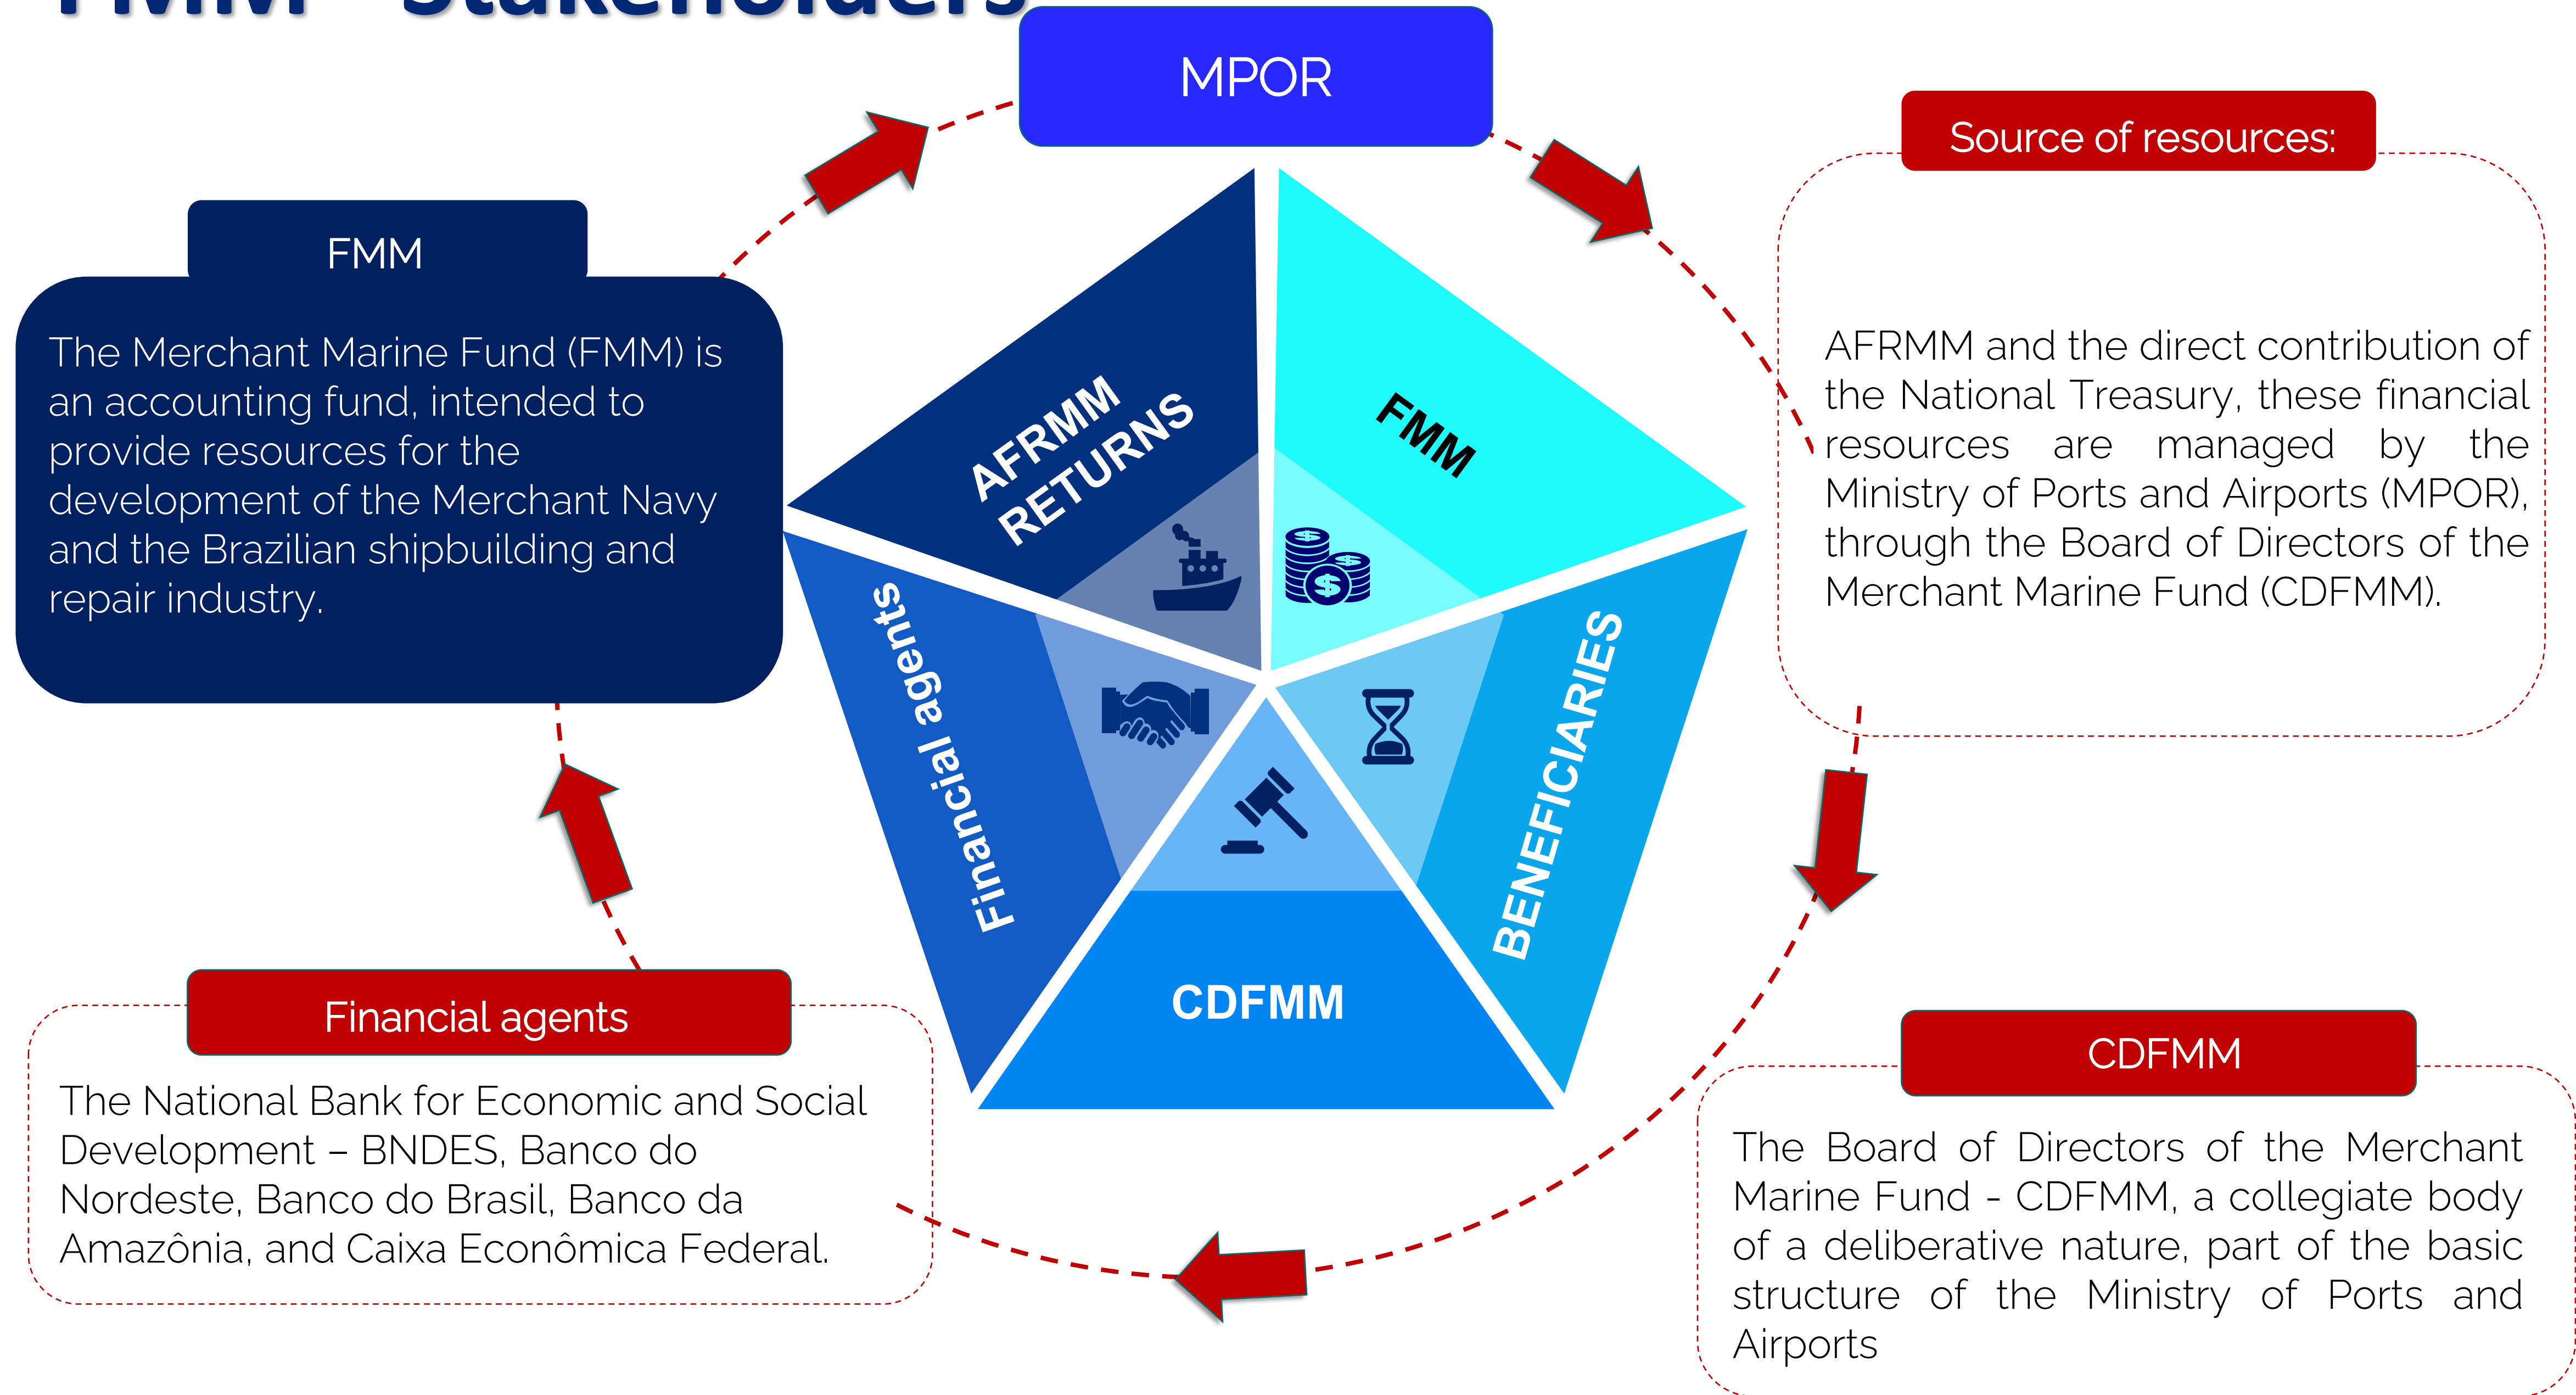 FMM - Stakeholders
MPOR
Source of resources:
FMM
The Merchant Marine Fund (FMM) is
an accounting fund, intended to
provide resources for the
development of the Merchant Navy
and the Brazilian shipbuilding and
repair industry.
AFRMM and the direct contribution of
the National Treasury, these financial
resources are managed by the
Ministry of Ports and Airports (MPOR),
through the Board of Directors of the
Merchant Marine Fund (CDFMM).
AFRMM
RETURNS
FMM
Financial agents
BENEFICIARIES
CDFMM
Financial agents
The National Bank for Economic and Social
Development – BNDES, Banco do
Nordeste, Banco do Brasil, Banco da
Amazônia, and Caixa Econômica Federal.
CDFMM
The Board of Directors of the Merchant
Marine Fund - CDFMM, a collegiate body
of a deliberative nature, part of the basic
structure of the Ministry of Ports and
Airports